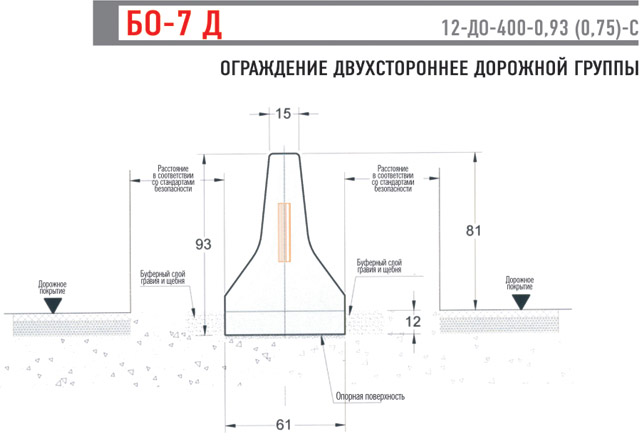 БО-7 Д
12-ДО-400-0,93 (0,75)-С
ОГРАЖДЕНИЕ ДВУХСТОРОННЕЕ ДОРОЖНОЙ ГРУППЫ
15
Расстояние
в соответствии
со стандартами
безопасности
Расстояние
в соответствии
со стандартами
безопасности
93
81
Буферный слой
гравия и щебня
Буферный слой
гравия и щебня
Дорожное
покрытие
Дорожное
покрытие
12
Опорная поверхность
61